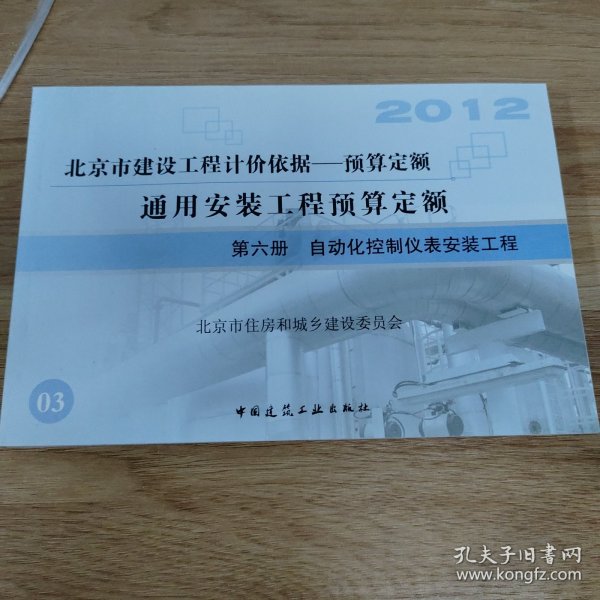 2012
北京市建设工程计价依据——预算定额
通用安装工程预算定额
第六册 自动化控制仪表安装工程
北京市住房和城乡建设委员会
03
中国建筑工业出版社
孔夫子旧书网
www.kongfz.com